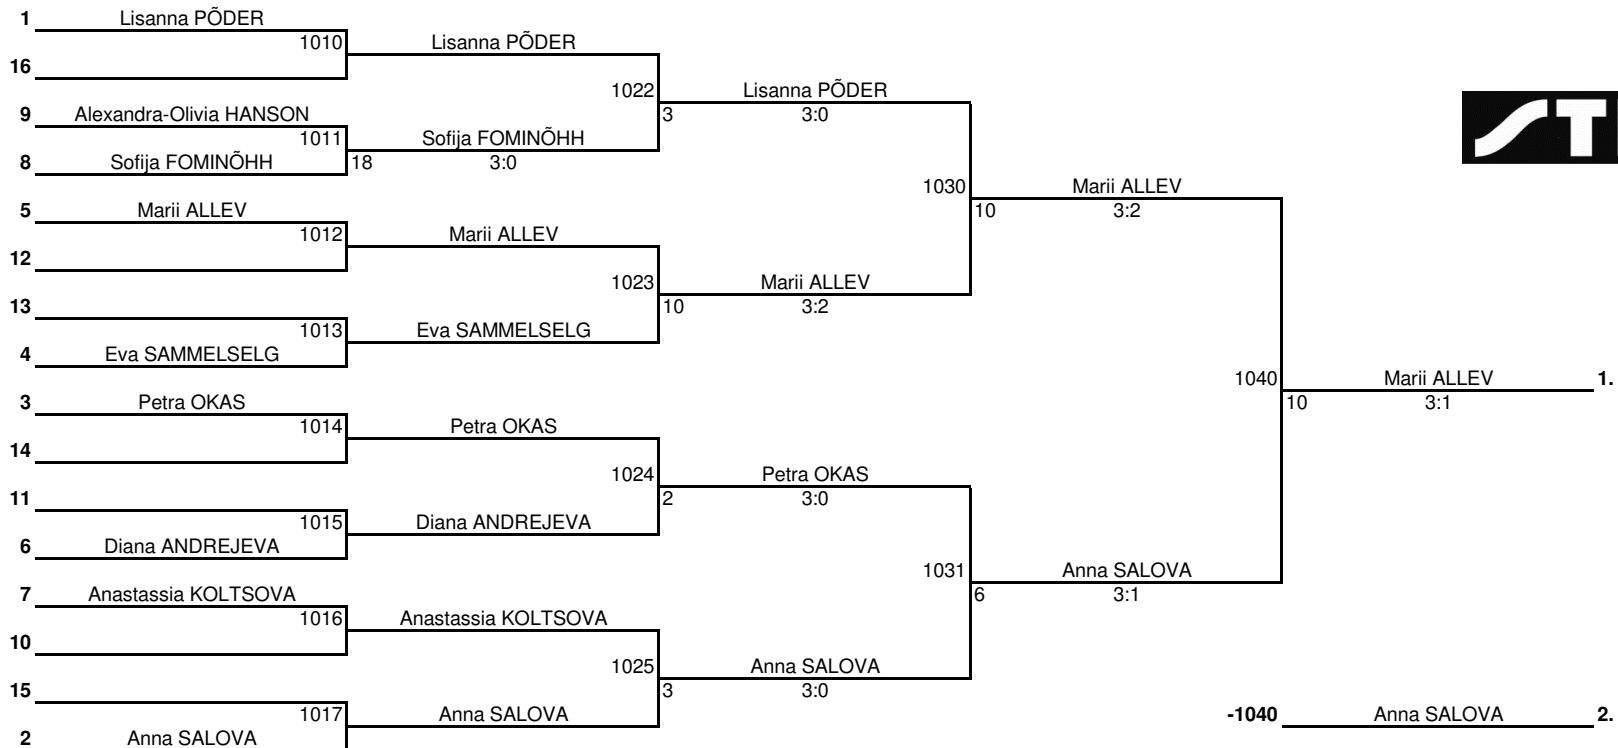 1 Lisanna PÕDER
1010 Lisanna PÕDER
16
1022 Lisanna PÕDER
9 Alexandra-Olivia HANSON 3 3:0
1011 Sofija FOMINÕHH
8 Sofija FOMINÕHH 18 3:0
ST
1030 Marii ALLEV
5 Marii ALLEV 10 3:2
1012 Marii ALLEV
12
1023 Marii ALLEV
13 10 3:2
1013 Eva SAMMELSELG
4 Eva SAMMELSELG
1040 Marii ALLEV 1.
3 Petra OKAS 10 3:1
1014 Petra OKAS
14
1024 Petra OKAS
11 2 3:0
1015 Diana ANDREJEVA
6 Diana ANDREJEVA
1031 Anna SALOVA
7 Anastassia KOLTSOVA 6 3:1
1016 Anastassia KOLTSOVA
10
1025 Anna SALOVA
15 3 3:0
1017 Anna SALOVA -1040 Anna SALOVA 2.
2 Anna SALOVA